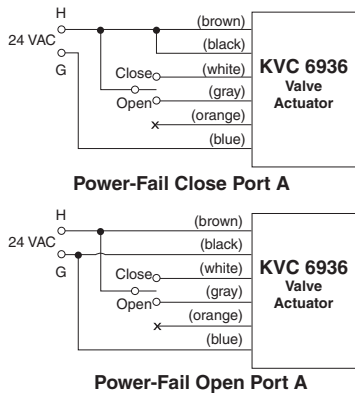 H
(brown)
24 VAC
(black)
G
Close
(white)
KVC 6936
Valve
Actuator
Open
(gray)
(orange)
(blue)
Power-Fail Close Port A
H
(brown)
24 VAC
(black)
G
Close
(white)
KVC 6936
Valve
Actuator
Open
(gray)
(orange)
(blue)
Power-Fail Open Port A